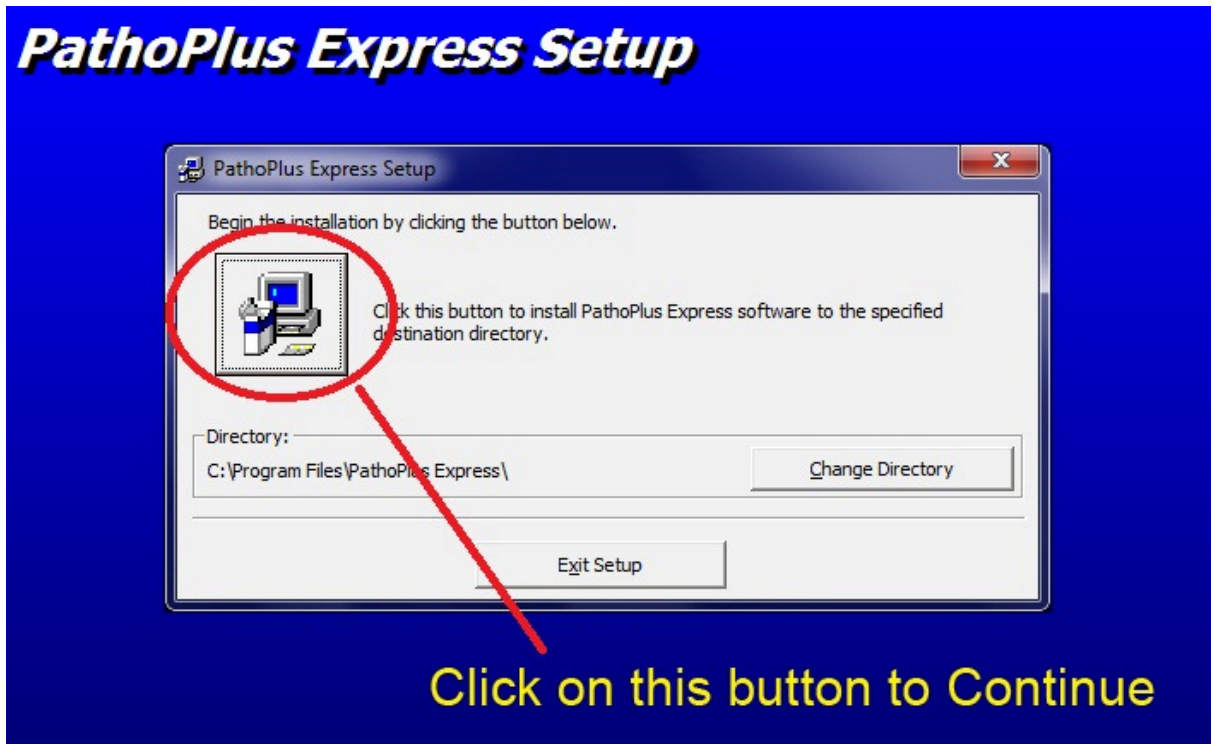 PathoPlus Express Setup
PathoPlus Express Setup
Begin the installation by clicking the button below.
Click this button to install PathoPlus Express software to the specified
destination directory.
Directory:
C:\Program Files\PathoPlus Express\
Change Directory
Exit Setup
Click on this button to Continue